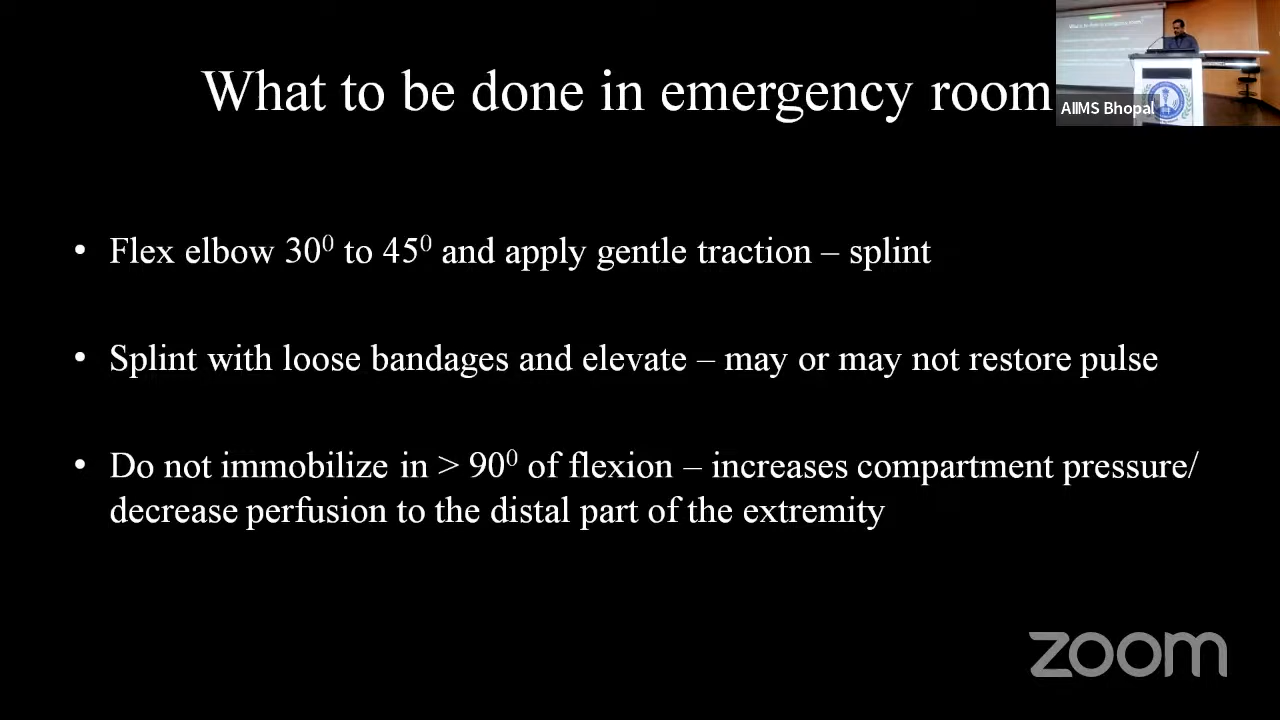 What to be done in emergency room
AIIMS Bhopal
• Flex elbow 30⁰ to 45⁰ and apply gentle traction – splint
• Splint with loose bandages and elevate – may or may not restore pulse
• Do not immobilize in > 90⁰ of flexion – increases compartment pressure/
decrease perfusion to the distal part of the extremity
zoom